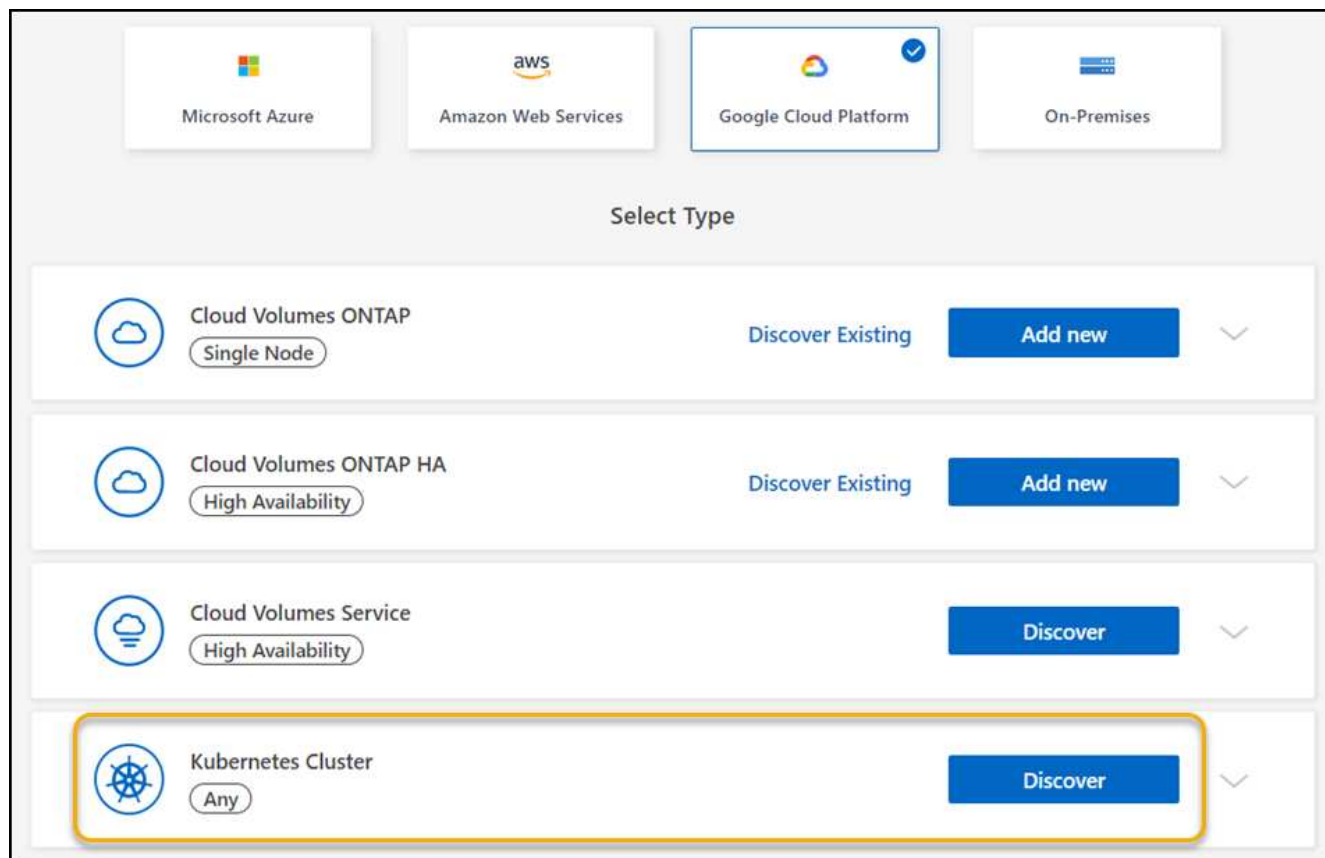 aws
Microsoft Azure
Amazon Web Services
Google Cloud Platform
On-Premises
Select Type
Cloud Volumes ONTAP
Single Node
Discover Existing
Add new
Cloud Volumes ONTAP HA
High Availability
Discover Existing
Add new
Cloud Volumes Service
High Availability
Discover
Kubernetes Cluster
Any
Discover